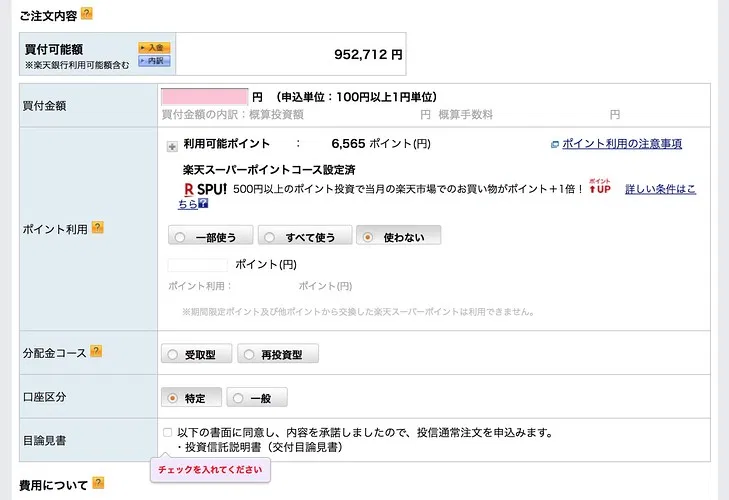 ご注文内容 ?
買付可能額
※楽天銀行利用可能額含む
入金
内訳
952,712 円
買付金額
円 (申込単位:100円以上1円単位)
買付金額の内訳:概算投資額 円 概算手数料 円
ポイント利用 ?
利用可能ポイント : 6,565 ポイント(円)
ポイント利用の注意事項
楽天スーパーポイントコース設定済
R SPU! 500円以上のポイント投資で当月の楽天市場でのお買い物がポイント+1倍! ポイント UP 詳しい条件はこ
ちら?
一部使う すべて使う 使わない
ポイント(円)
ポイント利用: ポイント(円)
※期間限定ポイント及び他ポイントから交換した楽天スーパーポイントは利用できません。
分配金コース ?
受取型 再投資型
口座区分
特定 一般
目論見書
以下の書面に同意し、内容を承諾しましたので、投信通常注文を申込みます。
・投資信託説明書(交付目論見書)
チェックを入れてください
費用について ?